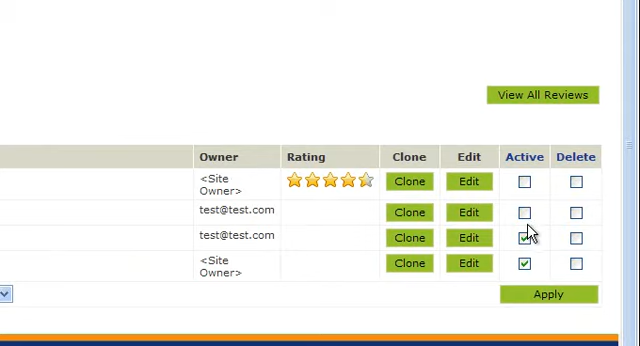 View All Reviews
Owner Rating Clone Edit Active Delete
<Site Owner> Clone Edit
test@test.com Clone Edit
test@test.com Clone Edit
<Site Owner> Clone Edit
Apply